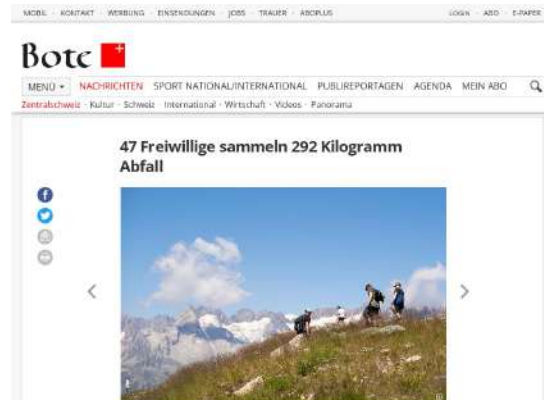 MOBIL - KONTAKT - WERBUNG - EINSENDUNGEN - JOBS - TRAUER - ABOPLUS
LOGIN - ABO - E-PAPER
Bote +
MENÜ NACHRICHTEN SPORT NATIONAL/INTERNATIONAL PUBLIREPORTAGEN AGENDA MEIN ABO
Zentralschweiz - Kultur - Schweiz International - Wirtschaft - Videos - Panorama
47 Freiwillige sammeln 292 Kilogramm
Abfall